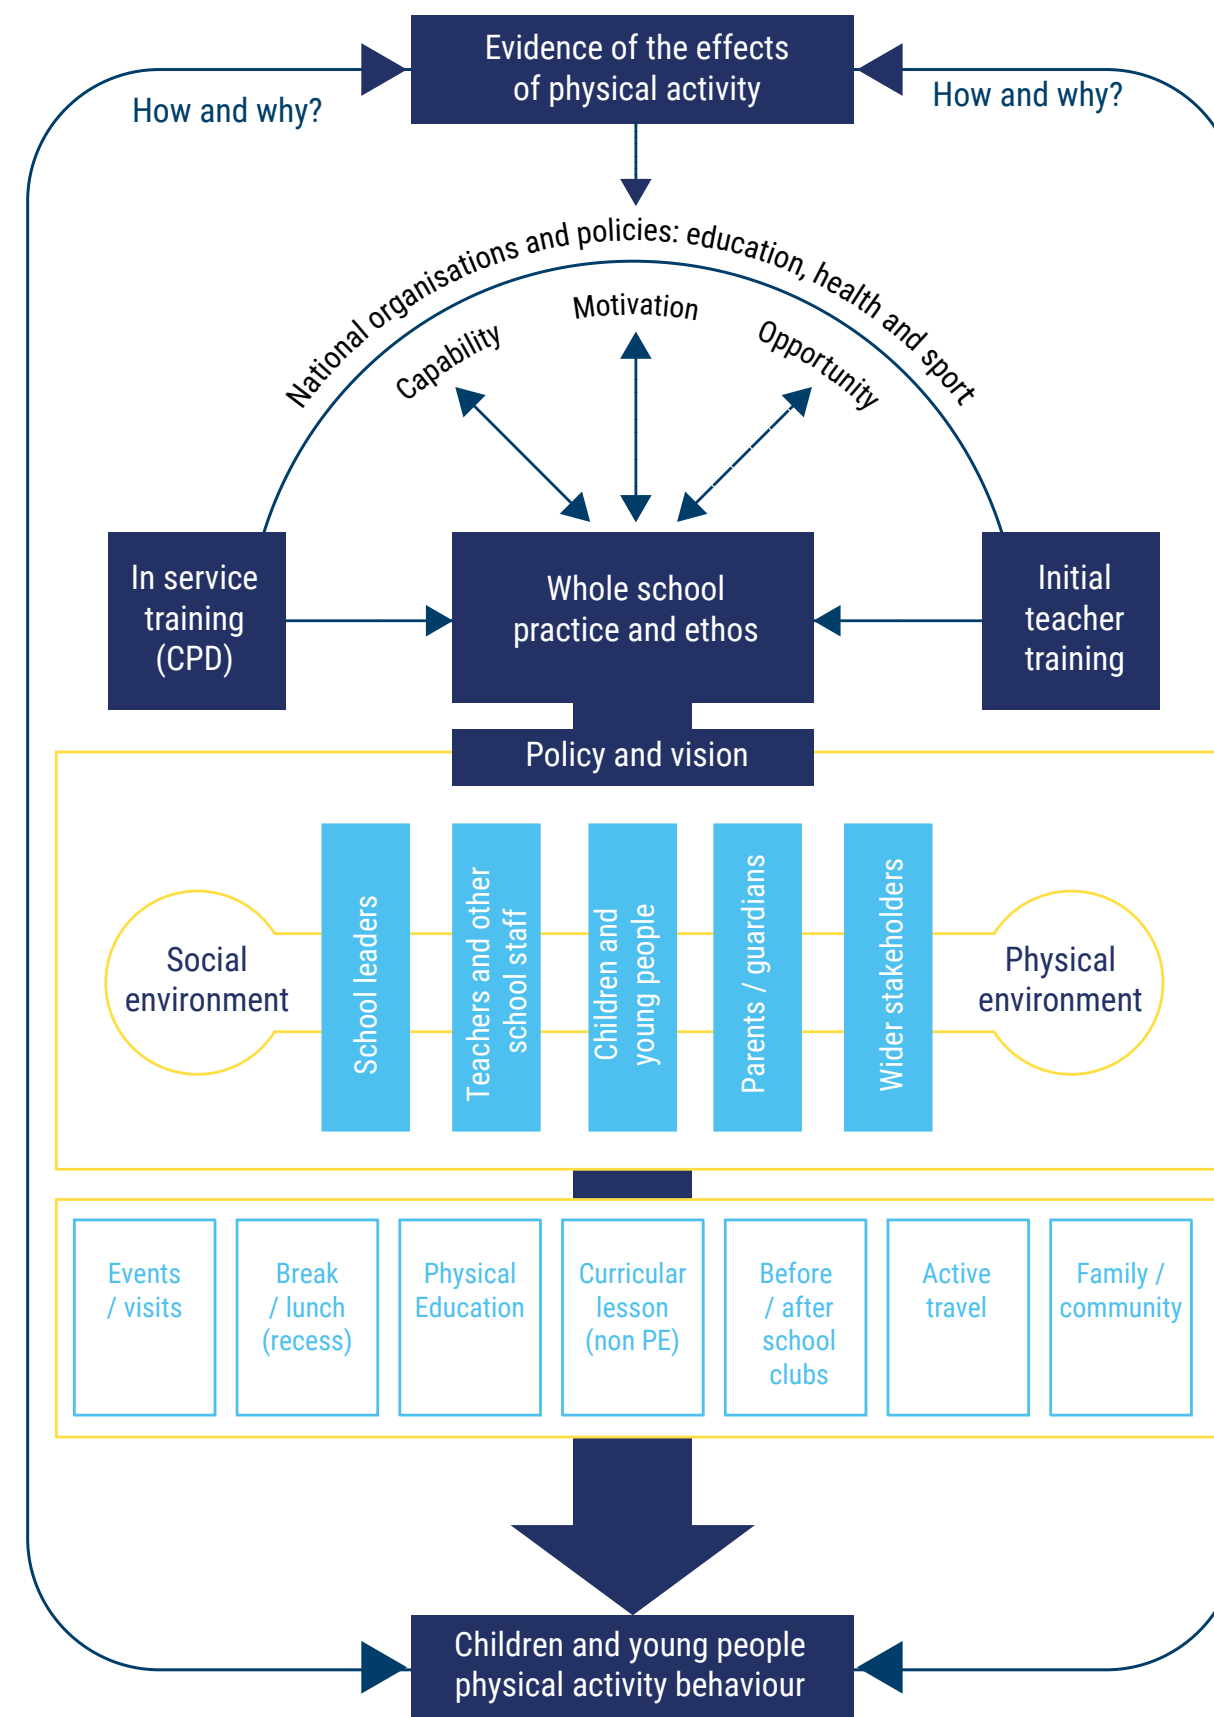 Evidence of the effects
of physical activity
How and why?
How and why?
National organisations and policies: education, health and sport
Capability
Motivation
Opportunity
In service
training
(CPD)
Whole school
practice and ethos
Initial
teacher
training
Policy and vision
Social
environment
School leaders
Teachers and other
school staff
Children and
young people
Parents / guardians
Wider stakeholders
Physical
environment
Events
/ visits
Break
/ lunch
(recess)
Physical
Education
Curricular
lesson
(non PE)
Before
/ after
school
clubs
Active
travel
Family /
community
Children and young people
physical activity behaviour